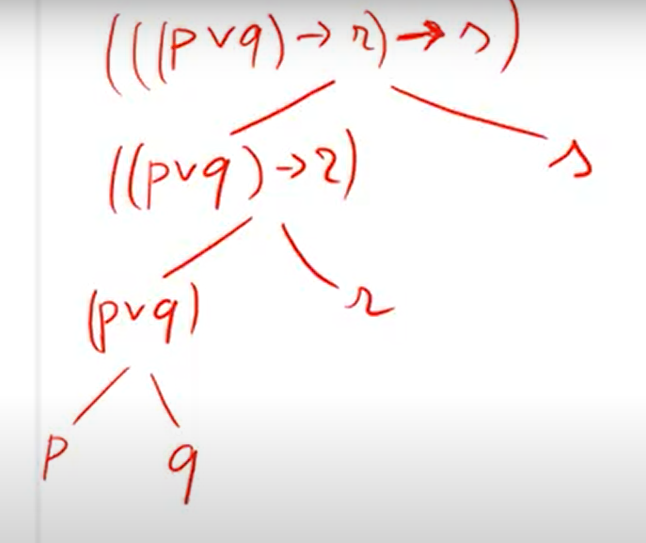 (((p∨q)→r)→s)
((p∨q)→r) s
(p∨q) r
p q